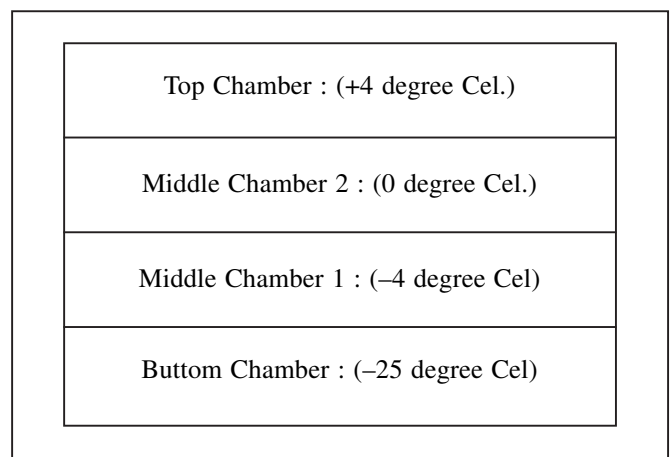 Top Chamber : (+4 degree Cel.)
Middle Chamber 2 : (0 degree Cel.)
Middle Chamber 1 : (–4 degree Cel)
Buttom Chamber : (–25 degree Cel)